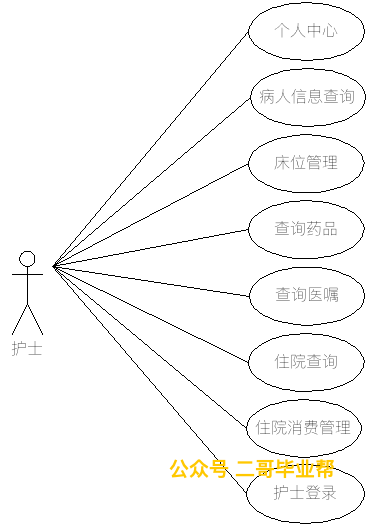 个人中心
病人信息查询
床位管理
查询药品
查询医嘱
护士
住院查询
住院消费管理
公众号 二哥毕业帮
护士登录